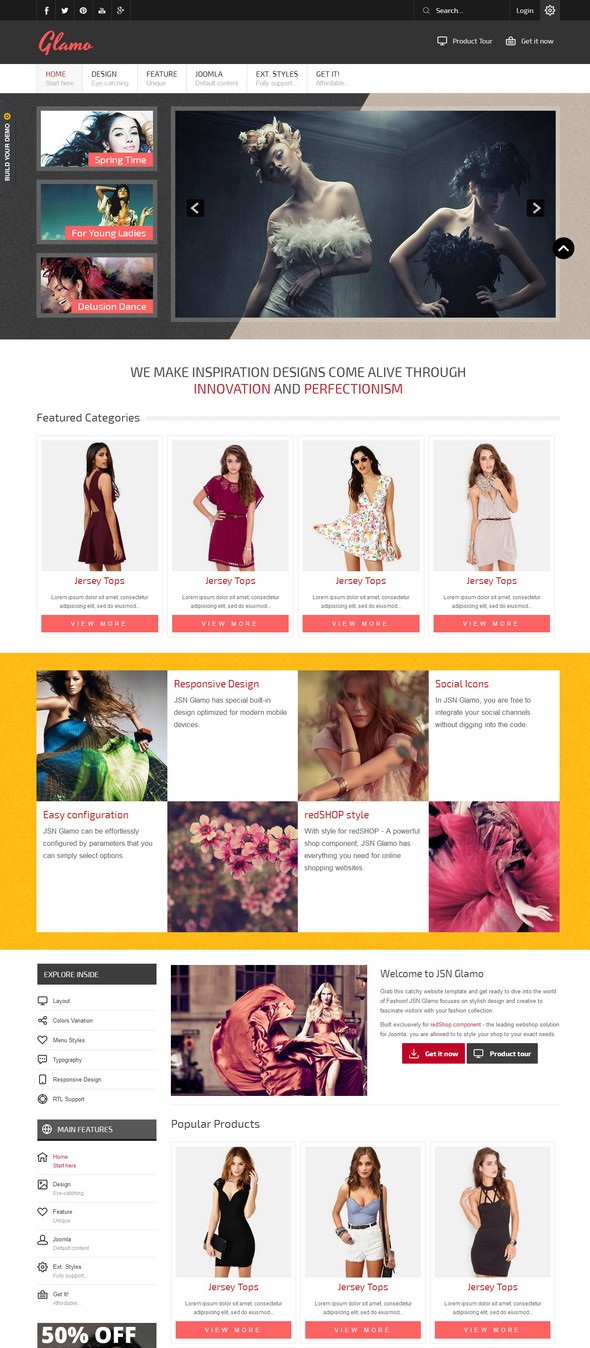 Search...
Login
Glamo
Product Tour
Get it now
HOME
Start here
DESIGN
Eye-catching
FEATURE
Unique
JOOMLA
Default content
EXT. STYLES
Fully support...
GET IT!
Affordable...
BUILD YOUR DEMO
Spring Time
For Young Ladies
Delusion Dance
WE MAKE INSPIRATION DESIGNS COME ALIVE THROUGH
INNOVATION AND PERFECTIONISM
Featured Categories
Jersey Tops
Lorem ipsum dolor sit amet, consectetur
adipisicing elit, sed do eiusmod...
VIEW MORE
Jersey Tops
Lorem ipsum dolor sit amet, consectetur
adipisicing elit, sed do eiusmod...
VIEW MORE
Jersey Tops
Lorem ipsum dolor sit amet, consectetur
adipisicing elit, sed do eiusmod...
VIEW MORE
Jersey Tops
Lorem ipsum dolor sit amet, consectetur
adipisicing elit, sed do eiusmod...
VIEW MORE
Responsive Design
JSN Glamo has special built-in
design optimized for modern mobile
devices.
Social Icons
In JSN Glamo, you are free to
integrate your social channels
without digging into the code.
Easy configuration
JSN Glamo can be effortlessly
configured by parameters that you
can simply select options.
redSHOP style
With style for redSHOP - A powerful
shop component, JSN Glamo has
everything you need for online
shopping websites.
EXPLORE INSIDE
Layout
Colors Variation
Menu Styles
Typography
Responsive Design
RTL Support
MAIN FEATURES
Home
Start here
Design
Eye-catching
Feature
Unique
Joomla
Default content
Ext. Styles
Fully support...
Get It!
Affordable...
50% OFF
Welcome to JSN Glamo
Grab this catchy website template and get ready to dive into the world
of Fashion! JSN Glamo focuses on stylish design and creative to
fascinate visitors with your fashion collection.
Built exclusively for redShop component - the leading webshop solution
for Joomla, you are allowed to to style your shop to your exact needs.
Get it now
Product tour
Popular Products
Jersey Tops
Lorem ipsum dolor sit amet, consectetur
adipisicing elit, sed do eiusmod...
VIEW MORE
Jersey Tops
Lorem ipsum dolor sit amet, consectetur
adipisicing elit, sed do eiusmod...
VIEW MORE
Jersey Tops
Lorem ipsum dolor sit amet, consectetur
adipisicing elit, sed do eiusmod...
VIEW MORE